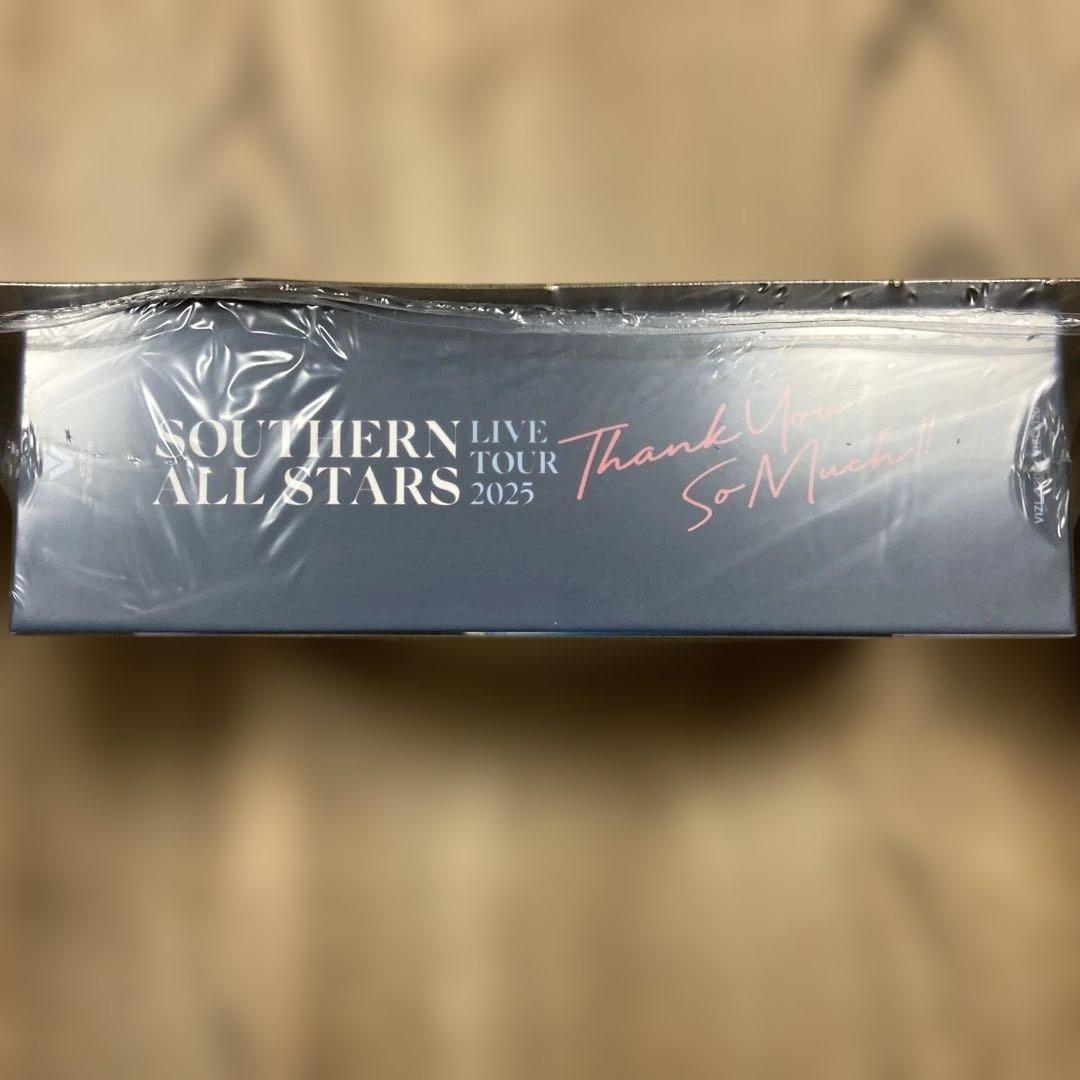 SOUTHERN
ALL STARS
LIVE
TOUR
2025
Thank You
So Much!!